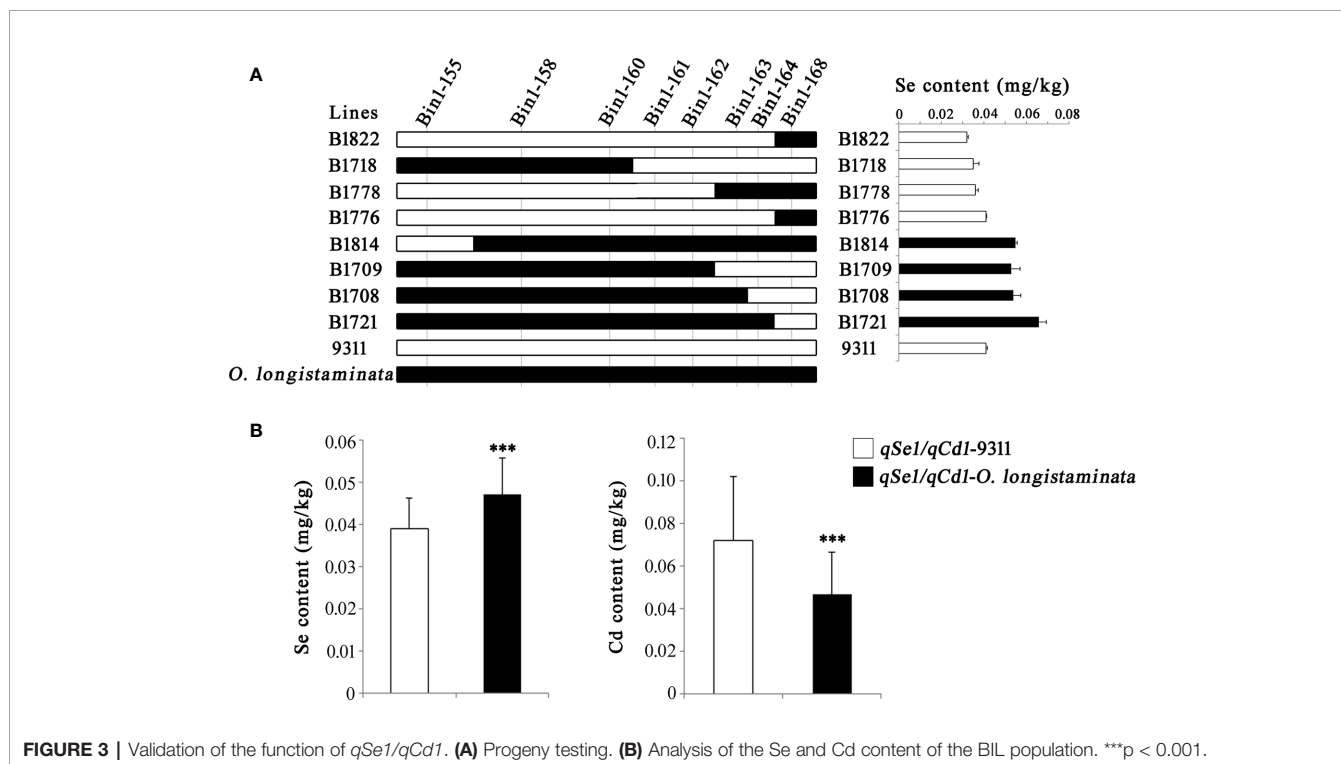 A
Bin1-155
Bin1-158
Bin1-160
Bin1-161
Bin1-162
Bin1-163
Bin1-164
Bin1-168
Lines
B1822
B1718
B1778
B1776
B1814
B1709
B1708
B1721
9311
O. longistaminata
Se content (mg/kg)
0 0.02 0.04 0.06 0.08
B1822
B1718
B1778
B1776
B1814
B1709
B1708
B1721
9311
B
Se content (mg/kg)
0.06
0.05
0.04
0.03
0.02
0.01
0
***
Cd content (mg/kg)
0.12
0.10
0.08
0.06
0.04
0.02
0
***
qSe1/qCd1-9311
qSe1/qCd1-O. longistaminata
FIGURE 3 | Validation of the function of qSe1/qCd1. (A) Progeny testing. (B) Analysis of the Se and Cd content of the BIL population. ***p < 0.001.